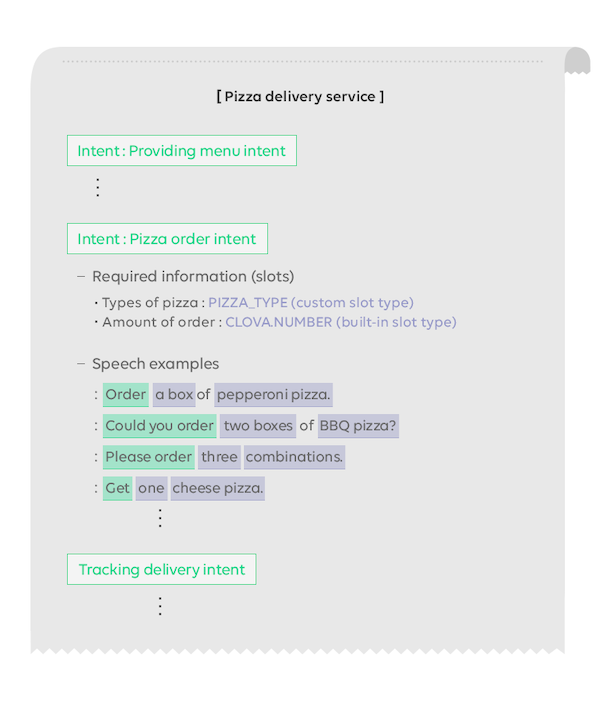 [ Pizza delivery service ]
Intent : Providing menu intent
Intent : Pizza order intent
– Required information (slots)
· Types of pizza : PIZZA_TYPE (custom slot type)
· Amount of order : CLOVA.NUMBER (built-in slot type)
– Speech examples
: Order a box of pepperoni pizza.
: Could you order two boxes of BBQ pizza?
: Please order three combinations.
: Get one cheese pizza.
Tracking delivery intent